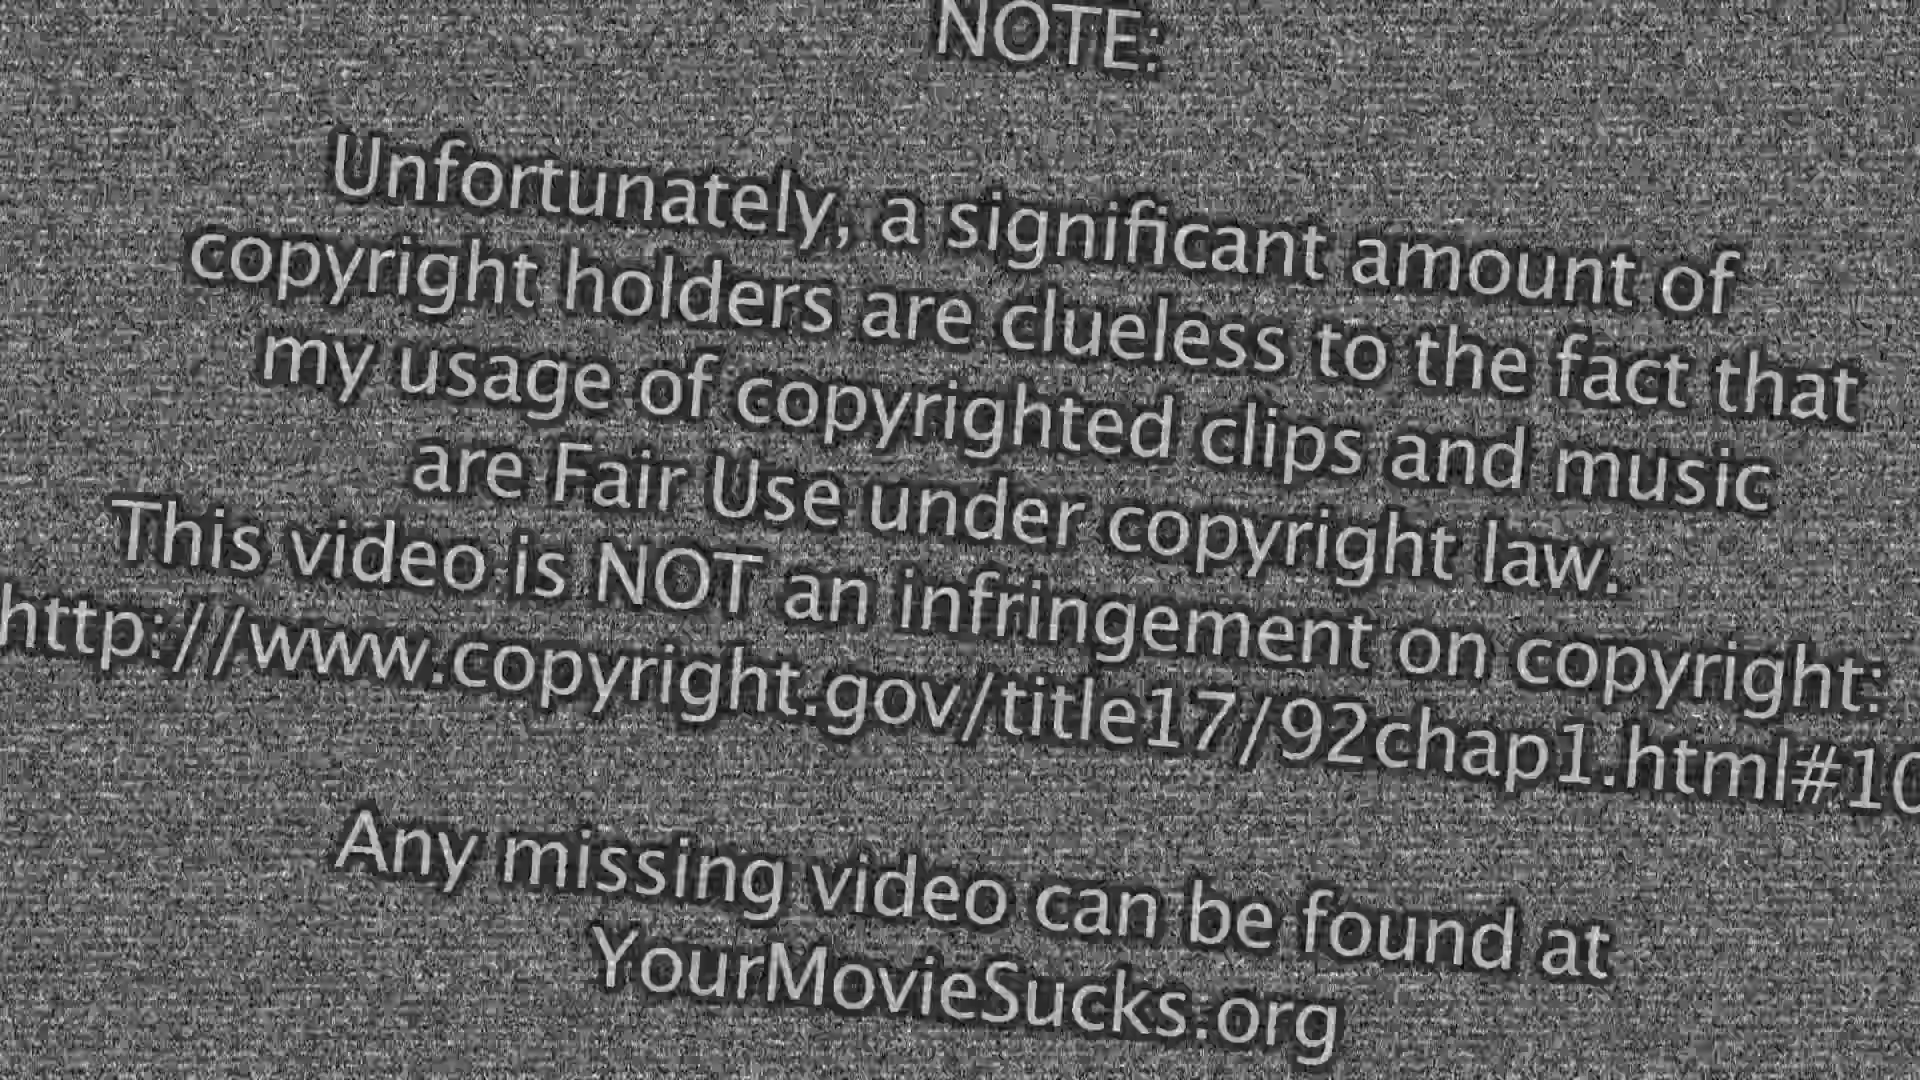 NOTE:
Unfortunately, a significant amount of
copyright holders are clueless to the fact that
my usage of copyrighted clips and music
are Fair Use under copyright law.
This video is NOT an infringement on copyright:
http://www.copyright.gov/title17/92chap1.html#10
Any missing video can be found at
YourMovieSucks.org